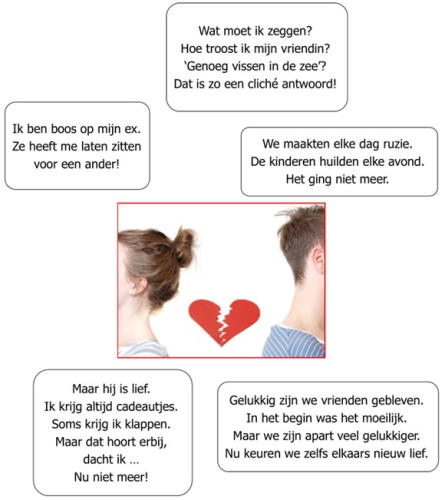 Wat moet ik zeggen?
Hoe troost ik mijn vriendin?
‘Genoeg vissen in de zee’?
Dat is zo een cliché antwoord!
Ik ben boos op mijn ex.
Ze heeft me laten zitten
voor een ander!
We maakten elke dag ruzie.
De kinderen huilden elke avond.
Het ging niet meer.
Maar hij is lief.
Ik krijg altijd cadeautjes.
Soms krijg ik klappen.
Maar dat hoort erbij,
dacht ik ...
Nu niet meer!
Gelukkig zijn we vrienden gebleven.
In het begin was het moeilijk.
Maar we zijn apart veel gelukkiger.
Nu keuren we zelfs elkaars nieuw lief.